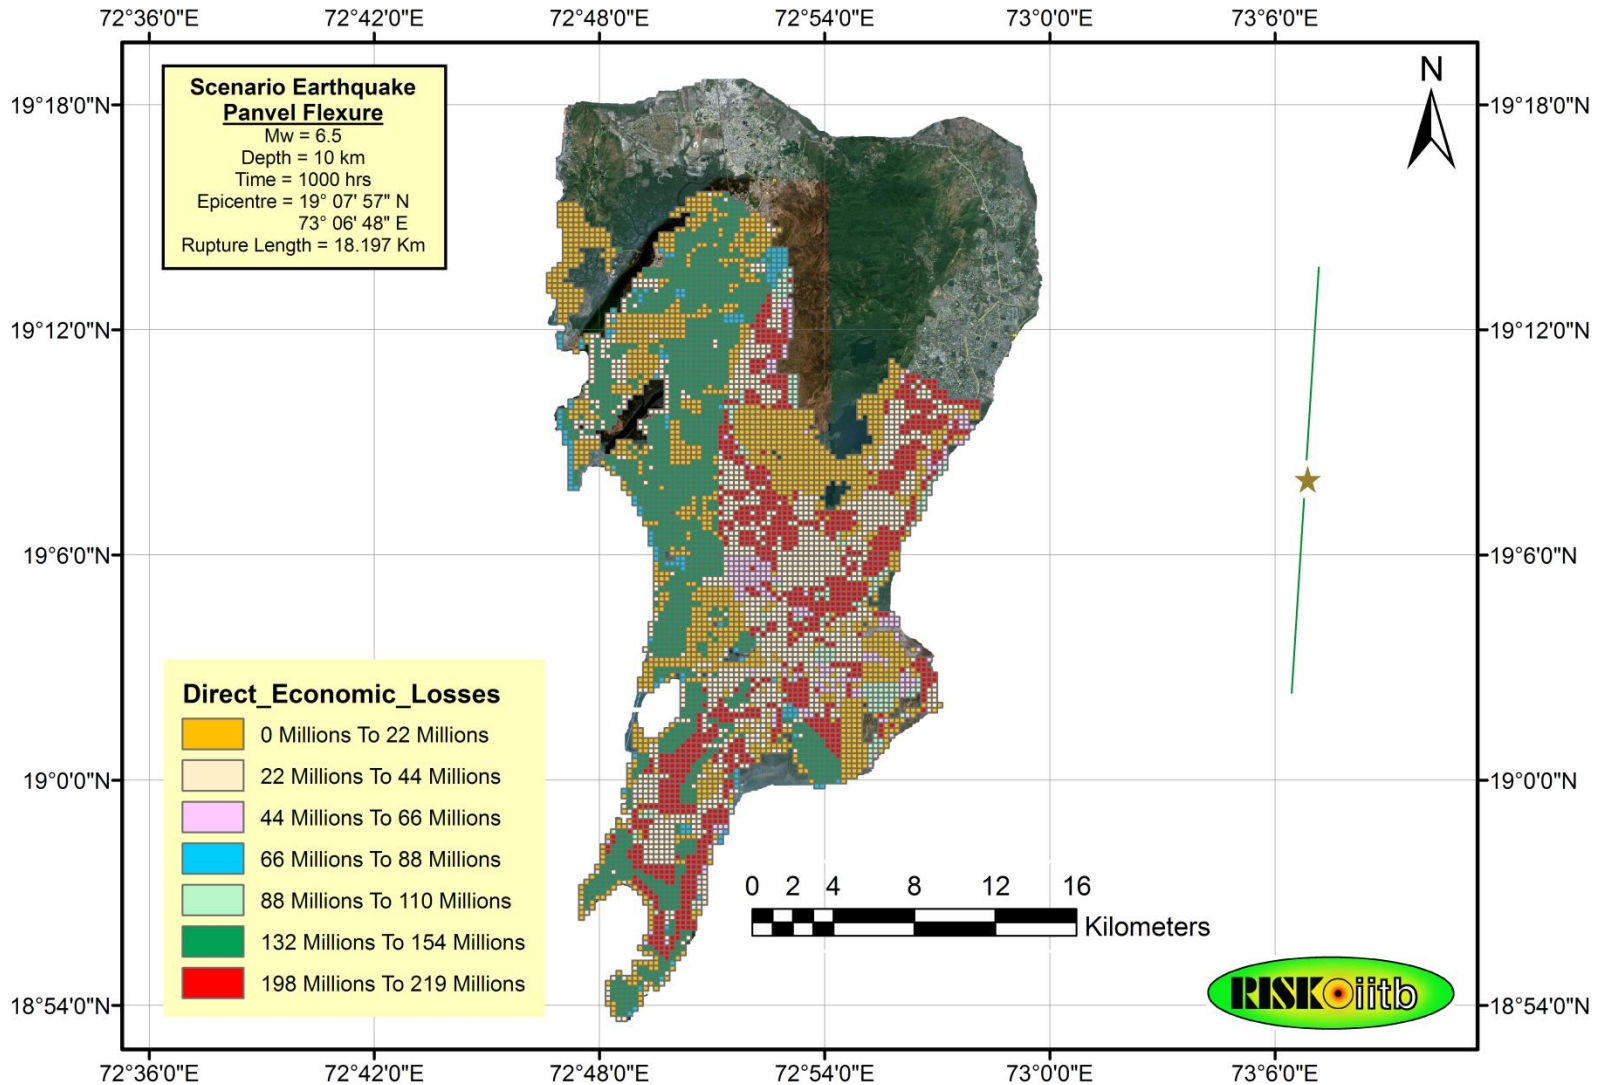 72°36'0"E 72°42'0"E 72°48'0"E 72°54'0"E 73°0'0"E 73°6'0"E
N
Scenario Earthquake
Panvel Flexure
Mw = 6.5
Depth = 10 km
Time = 1000 hrs
Epicentre = 19° 07' 57" N
73° 06' 48" E
Rupture Length = 18.197 Km
19°18'0"N 19°18'0"N
19°12'0"N 19°12'0"N
19°6'0"N 19°6'0"N
Direct_Economic_Losses
0 Millions To 22 Millions
22 Millions To 44 Millions
44 Millions To 66 Millions
66 Millions To 88 Millions
88 Millions To 110 Millions
132 Millions To 154 Millions
198 Millions To 219 Millions
19°0'0"N 19°0'0"N
0 2 4 8 12 16
Kilometers
RISK iitb
18°54'0"N 18°54'0"N
72°36'0"E 72°42'0"E 72°48'0"E 72°54'0"E 73°0'0"E 73°6'0"E